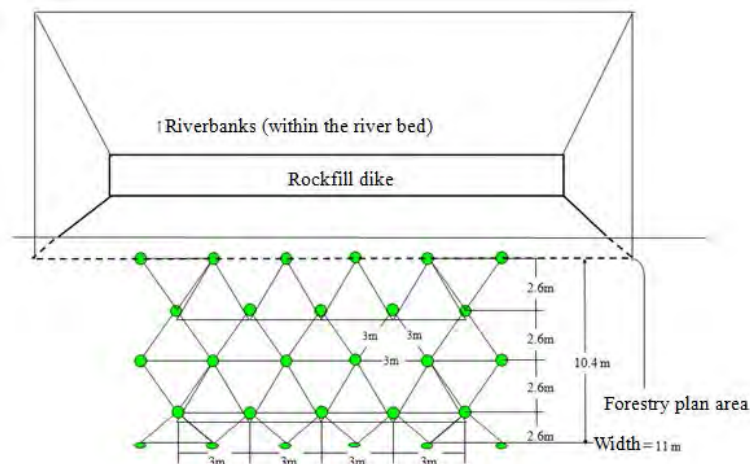 ↑Riverbanks (within the river bed)
Rockfill dike
2.6m
3m 3m
2.6m
3m
10.4 m
2.6m
Forestry plan area
2.6m
Width=11 m
3m 3m 3m 3m